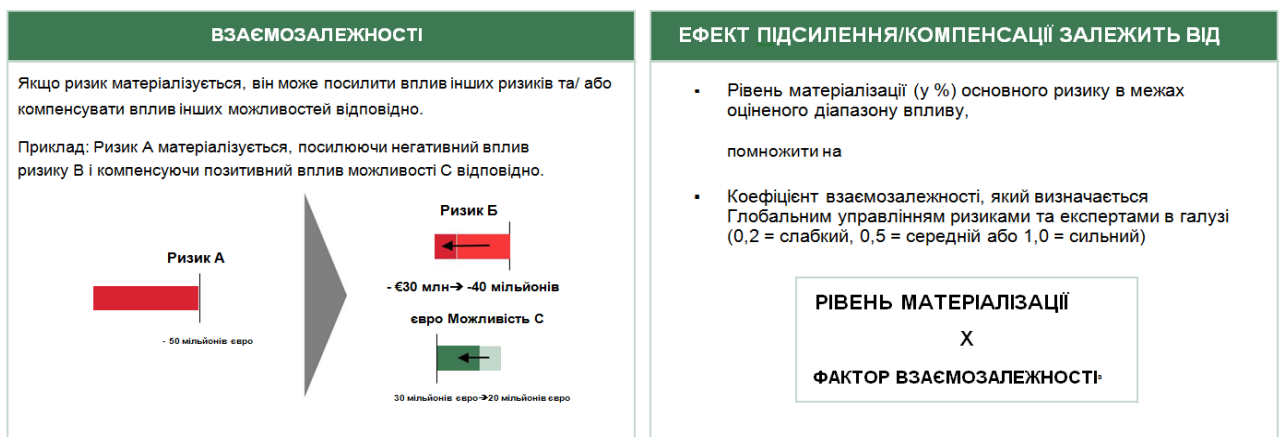 ВЗАЄМОЗАЛЕЖНОСТІ
Якщо ризик матеріалізується, він може посилити вплив інших ризиків та/ або
компенсувати вплив інших можливостей відповідно.
Приклад: Ризик А матеріалізується, посилюючи негативний вплив
ризику В і компенсуючи позитивний вплив можливості С відповідно.
Ризик А
- 50 мільйонів євро
Ризик Б
- €30 млн➔ -40 мільйонів
євро Можливість С
30 мільйонів євро➔20 мільйонів євро
ЕФЕКТ ПІДСИЛЕННЯ/КОМПЕНСАЦІЇ ЗАЛЕЖИТЬ ВІД
▪ Рівень матеріалізації (у %) основного ризику в межах
оціненого діапазону впливу,
помножити на
▪ Коефіцієнт взаємозалежності, який визначається
Глобальним управлінням ризиками та експертами в галузі
(0,2 = слабкий, 0,5 = середній або 1,0 = сильний)
РІВЕНЬ МАТЕРІАЛІЗАЦІЇ
X
ФАКТОР ВЗАЄМОЗАЛЕЖНОСТІ